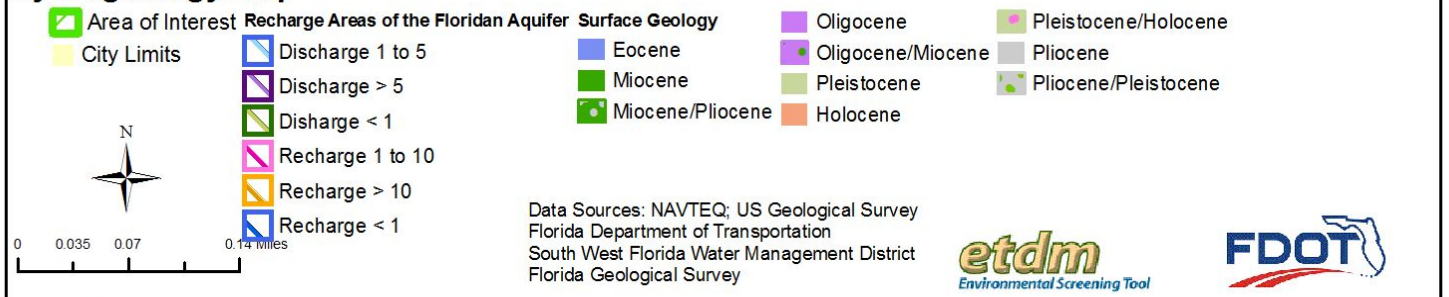 Area of Interest
City Limits
N
0 0.035 0.07 0.14 Miles
Recharge Areas of the Floridan Aquifer
Discharge 1 to 5
Discharge > 5
Disharge < 1
Recharge 1 to 10
Recharge > 10
Recharge < 1
Surface Geology
Eocene
Miocene
Miocene/Pliocene
Oligocene
Oligocene/Miocene
Pleistocene
Holocene
Pleistocene/Holocene
Pliocene
Pliocene/Pleistocene
Data Sources: NAVTEQ; US Geological Survey
Florida Department of Transportation
South West Florida Water Management District
Florida Geological Survey
etdm
Environmental Screening Tool
FDOT